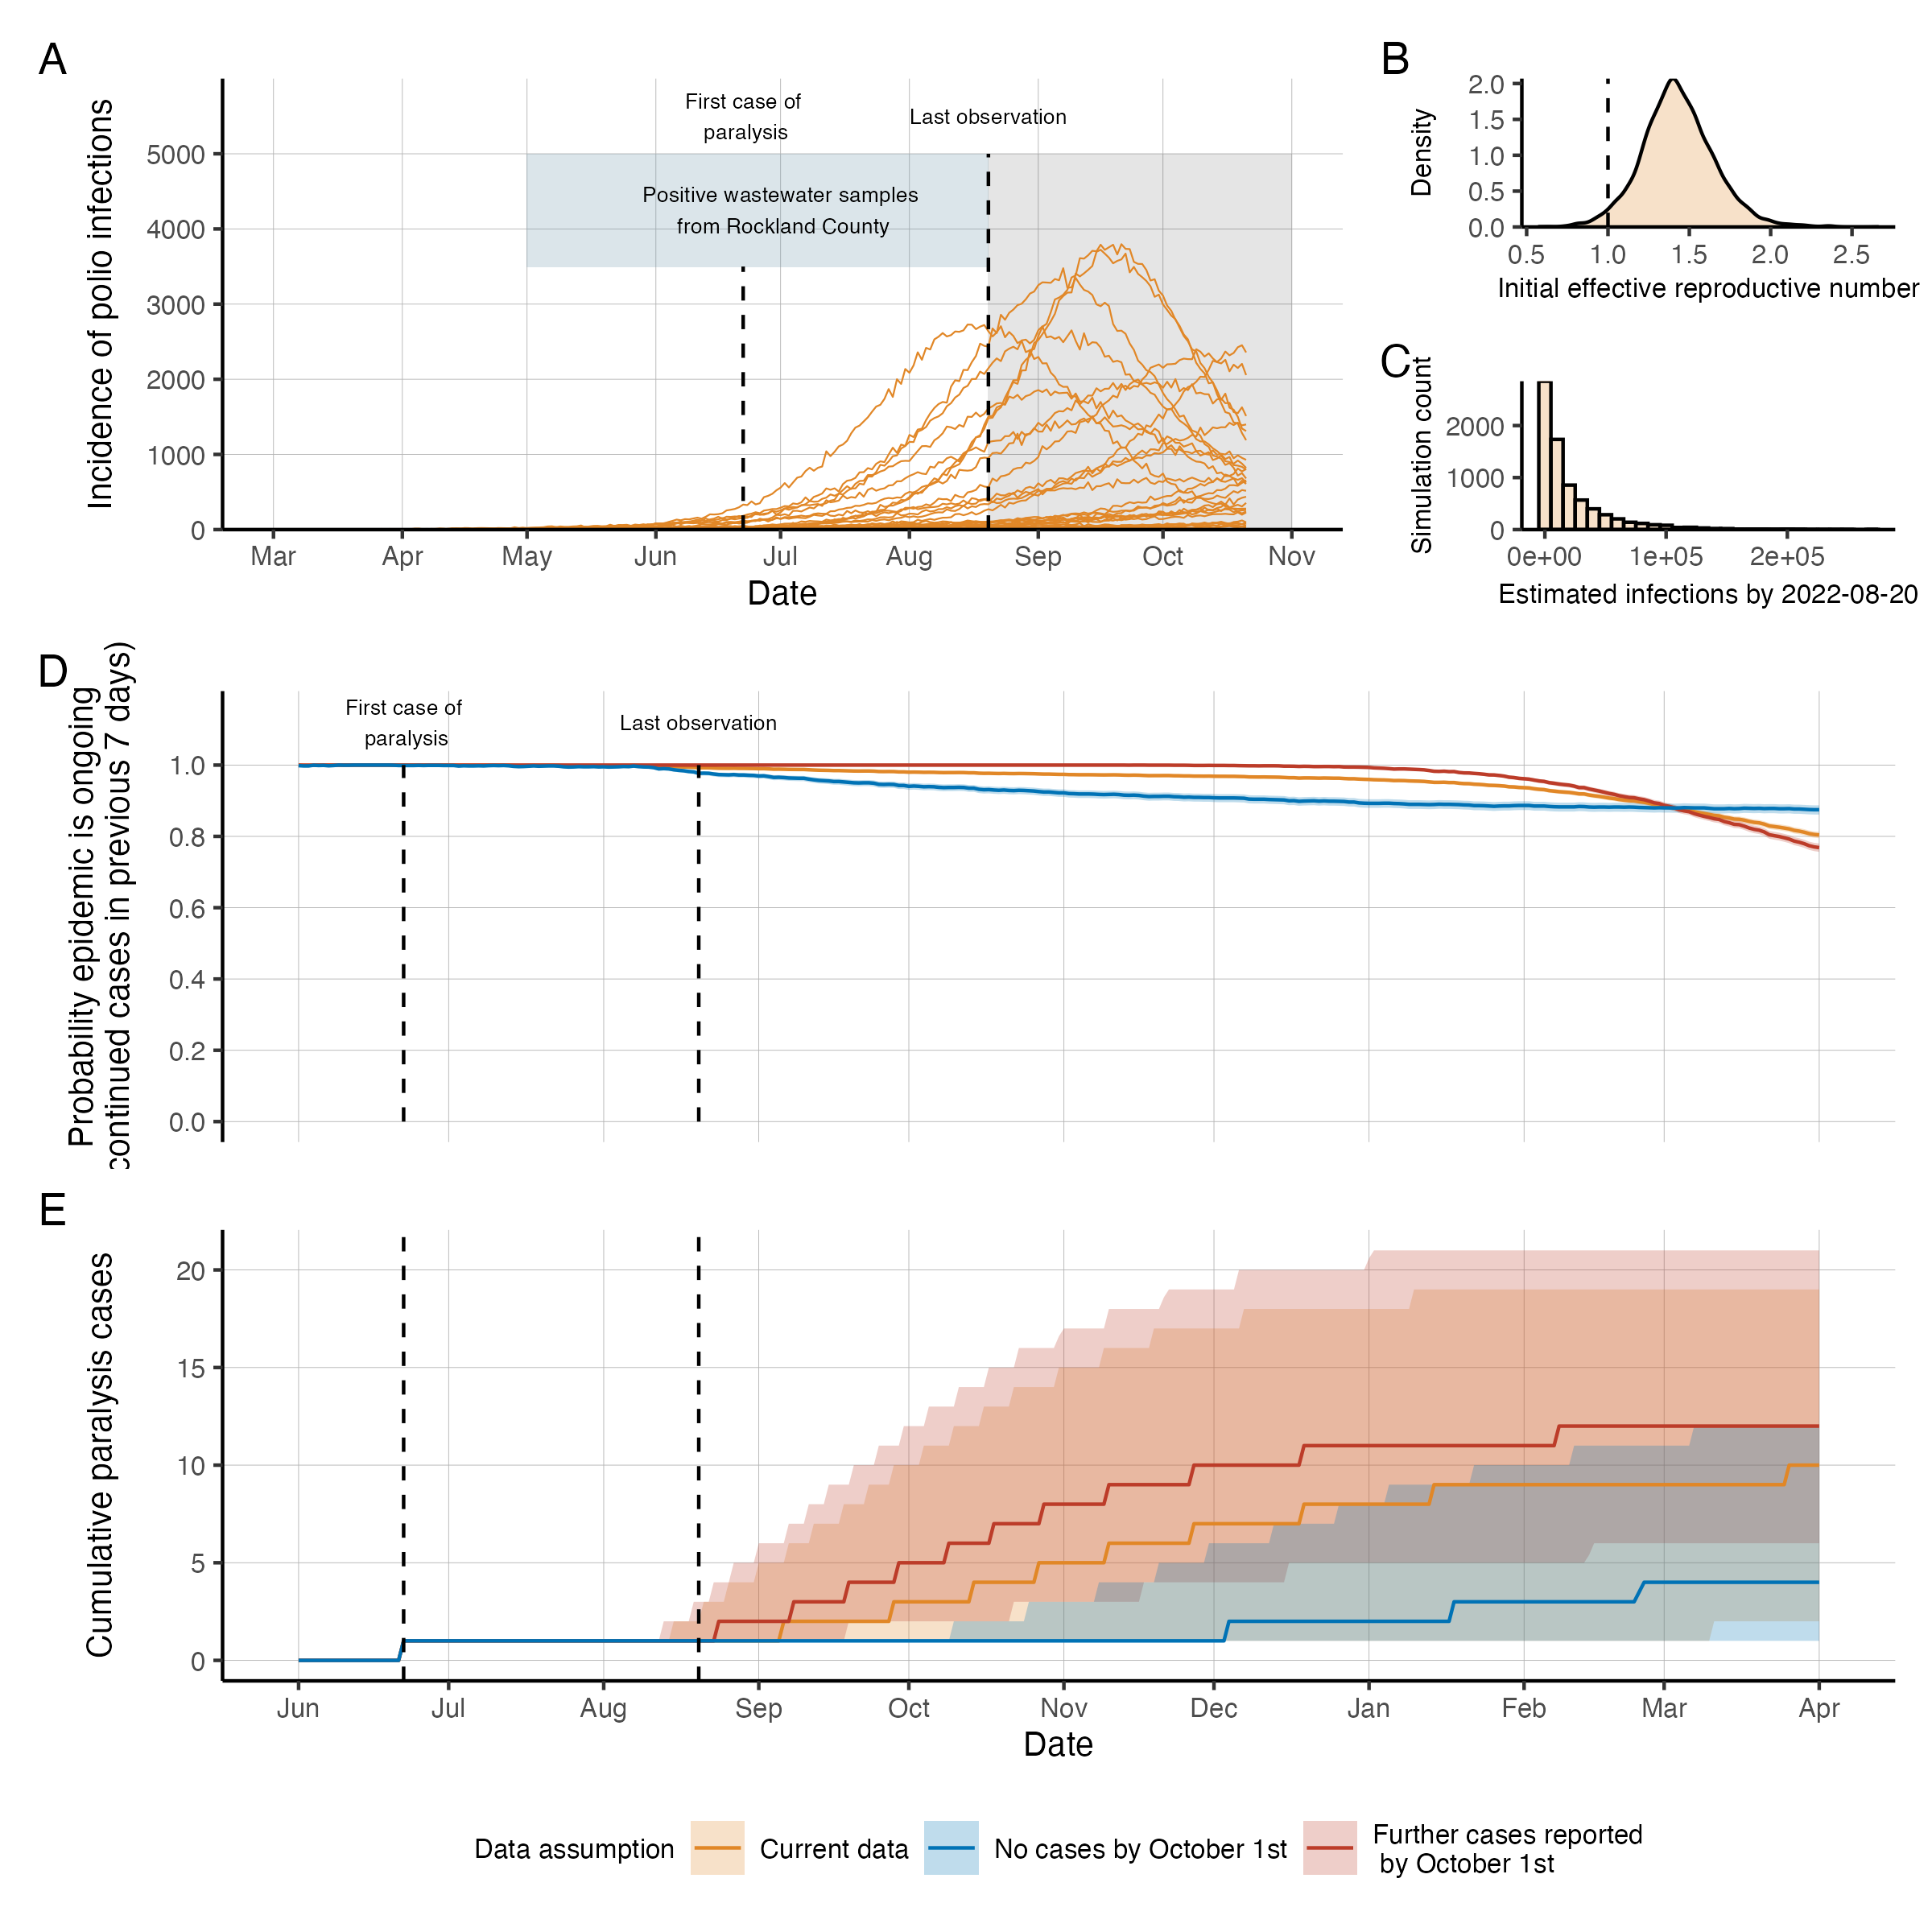 A
Incidence of polio infections
5000
4000
3000
2000
1000
0
First case of
paralysis
Last observation
Positive wastewater samples
from Rockland County
Mar Apr May Jun Jul Aug Sep Oct Nov
Date
B
Density
2.0
1.5
1.0
0.5
0.0
0.5 1.0 1.5 2.0 2.5
Initial effective reproductive number
C
Simulation count
2000
1000
0
0e+00 1e+05 2e+05
Estimated infections by 2022-08-20
D
Probability epidemic is ongoing
continued cases in previous 7 days)
First case of
paralysis
Last observation
1.0
0.8
0.6
0.4
0.2
0.0
E
Cumulative paralysis cases
20
15
10
5
0
Jun Jul Aug Sep Oct Nov Dec Jan Feb Mar Apr
Date
Data assumption
Current data
No cases by October 1st
Further cases reported
by October 1st